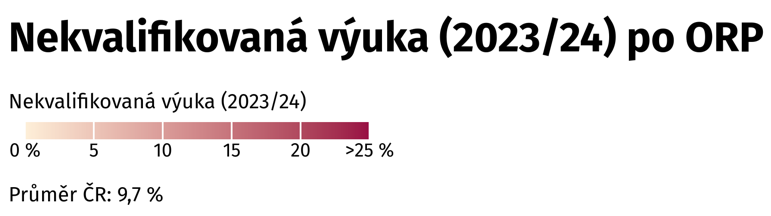 Nekvalifikovaná výuka (2023/24) po ORP
Nekvalifikovaná výuka (2023/24)
0 % 5 10 15 20 >25 %
Průměr ČR: 9,7 %